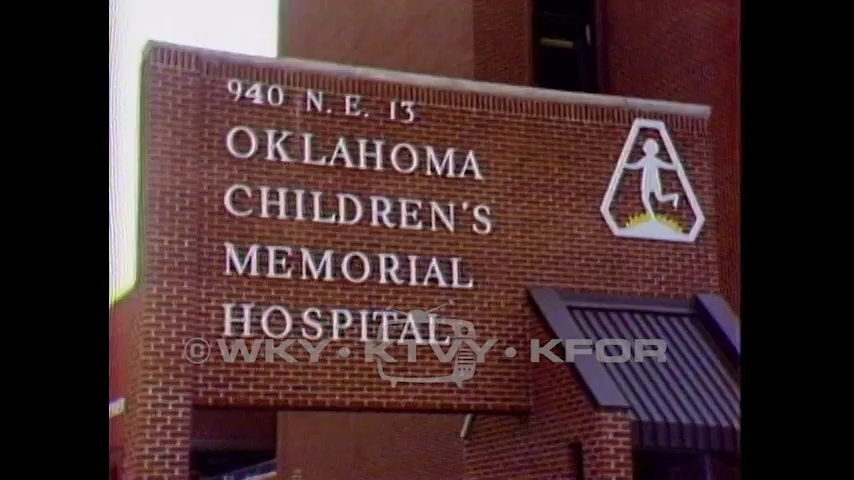 940 N.E. 13
OKLAHOMA
CHILDREN'S
MEMORIAL
HOSPITAL
©WKY • KTVY • KFOR